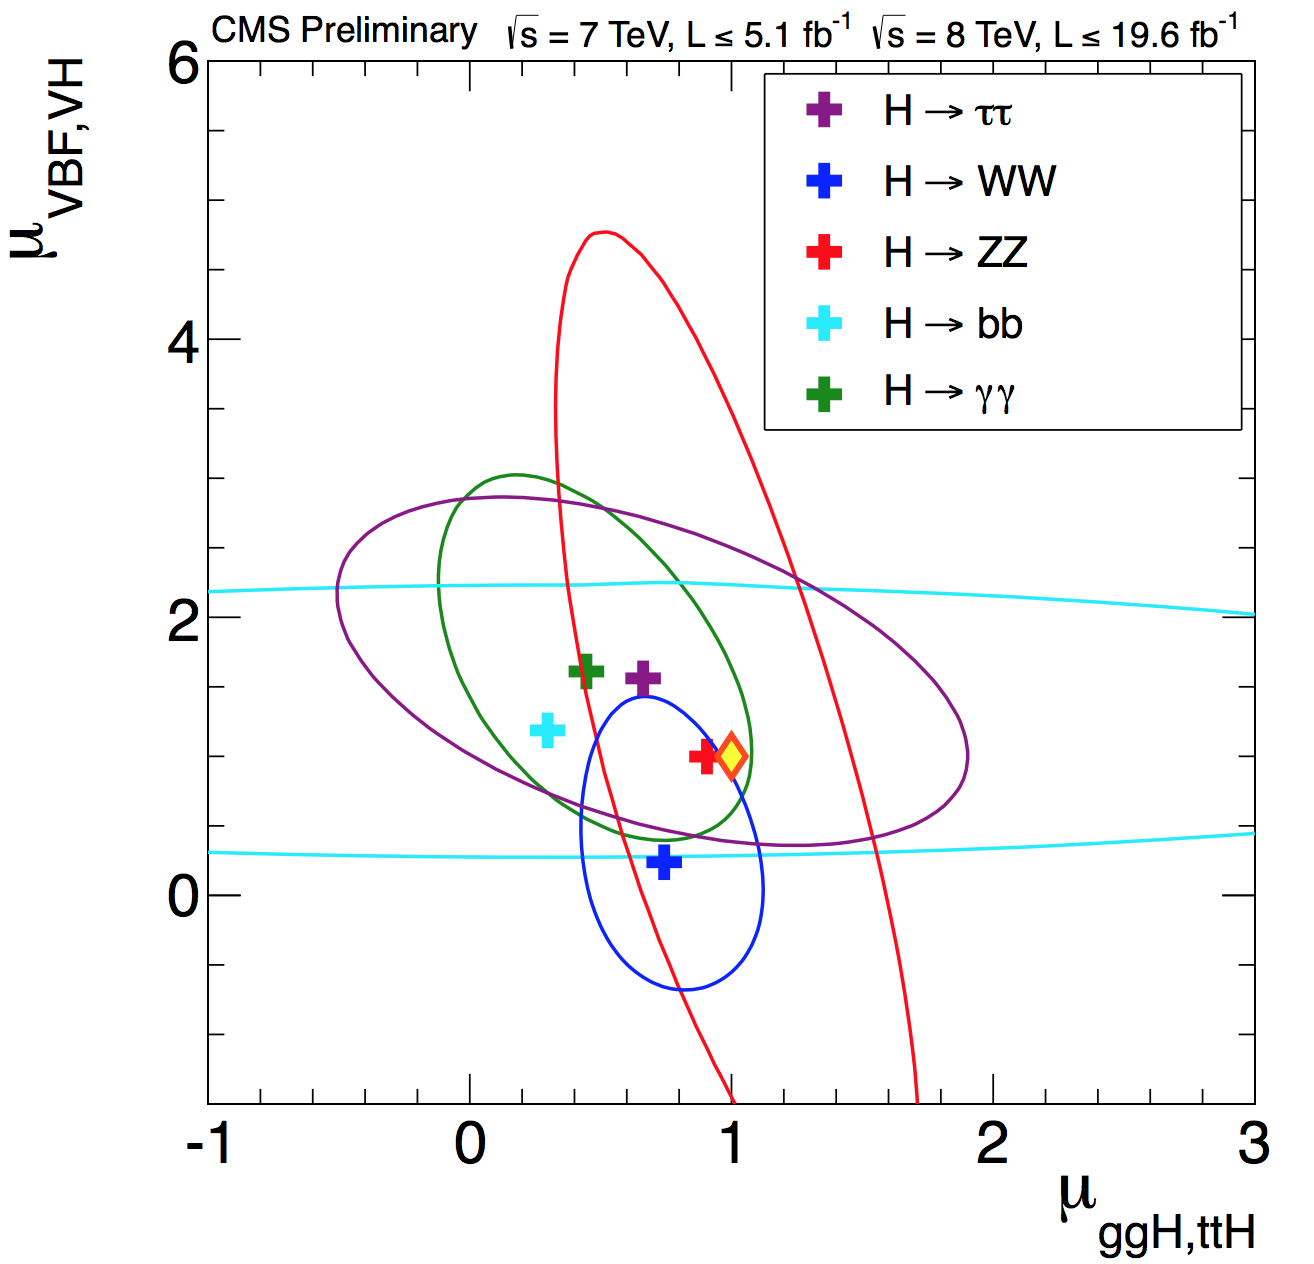 CMS Preliminary √s = 7 TeV, L ≤ 5.1 fb⁻¹ √s = 8 TeV, L ≤ 19.6 fb⁻¹
μVBF,VH
6
4
2
0
H → ττ
H → WW
H → ZZ
H → bb
H → γγ
-1 0 1 2 3
μggH,ttH